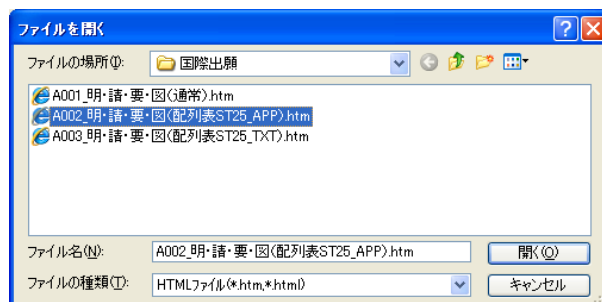 ファイルを開く
ファイルの場所(I): 国際出願
A001_明・請・要・図(通常).htm
A002_明・請・要・図(配列表ST25_APP).htm
A003_明・請・要・図(配列表ST25_TXT).htm
ファイル名(N): A002_明・請・要・図(配列表ST25_APP).htm 開く(O)
ファイルの種類(T): HTMLファイル(*.htm,*.html) キャンセル